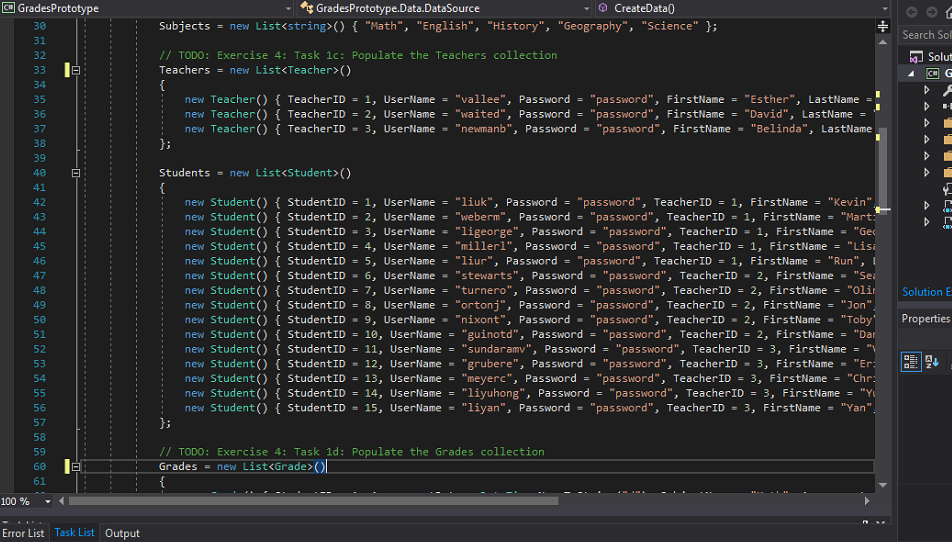 GradesPrototype GradesPrototype.Data.DataSource CreateData()
30 Subjects = new List<string>() { "Math", "English", "History", "Geography", "Science" };
31
32 // TODO: Exercise 4: Task 1c: Populate the Teachers collection
33 Teachers = new List<Teacher>()
34 {
35 new Teacher() { TeacherID = 1, UserName = "vallee", Password = "password", FirstName = "Esther", LastName =
36 new Teacher() { TeacherID = 2, UserName = "waited", Password = "password", FirstName = "David", LastName =
37 new Teacher() { TeacherID = 3, UserName = "newmanb", Password = "password", FirstName = "Belinda", LastName
38 };
39
40 Students = new List<Student>()
41 {
42 new Student() { StudentID = 1, UserName = "liuk", Password = "password", TeacherID = 1, FirstName = "Kevin"
43 new Student() { StudentID = 2, UserName = "weberm", Password = "password", TeacherID = 1, FirstName = "Marti
44 new Student() { StudentID = 3, UserName = "ligeorge", Password = "password", TeacherID = 1, FirstName = "Geo
45 new Student() { StudentID = 4, UserName = "millerl", Password = "password", TeacherID = 1, FirstName = "Lisa
46 new Student() { StudentID = 5, UserName = "liur", Password = "password", TeacherID = 1, FirstName = "Run", L
47 new Student() { StudentID = 6, UserName = "stewarts", Password = "password", TeacherID = 2, FirstName = "Sea
48 new Student() { StudentID = 7, UserName = "turnero", Password = "password", TeacherID = 2, FirstName = "Oli
49 new Student() { StudentID = 8, UserName = "ortonj", Password = "password", TeacherID = 2, FirstName = "Jon",
50 new Student() { StudentID = 9, UserName = "nixont", Password = "password", TeacherID = 2, FirstName = "Toby"
51 new Student() { StudentID = 10, UserName = "guinotd", Password = "password", TeacherID = 2, FirstName = "Dan
52 new Student() { StudentID = 11, UserName = "sundaramv", Password = "password", TeacherID = 3, FirstName = "V
53 new Student() { StudentID = 12, UserName = "grubere", Password = "password", TeacherID = 3, FirstName = "Eri
54 new Student() { StudentID = 13, UserName = "meyerc", Password = "password", TeacherID = 3, FirstName = "Chri
55 new Student() { StudentID = 14, UserName = "liyuhong", Password = "password", TeacherID = 3, FirstName = "Yu
56 new Student() { StudentID = 15, UserName = "liyan", Password = "password", TeacherID = 3, FirstName = "Yan",
57 };
58
59 // TODO: Exercise 4: Task 1d: Populate the Grades collection
60 Grades = new List<Grade>()
61 {
100 %
Error List Task List Output
Search Sol
Solut
G
Solution E
Properties